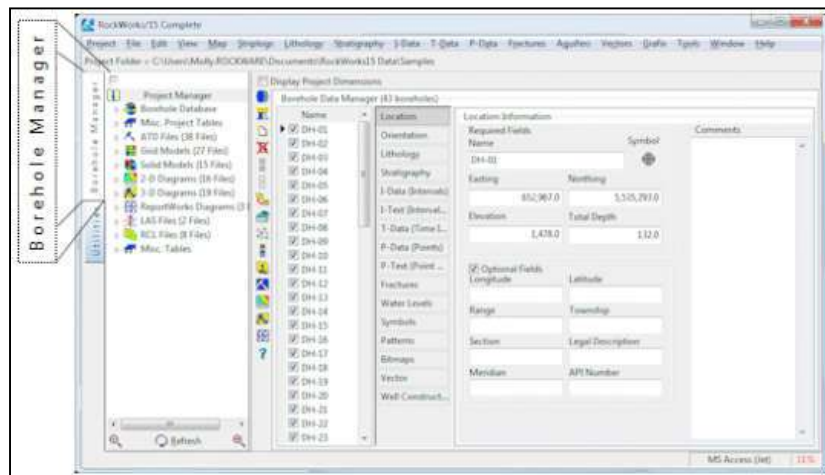 Borehole Manager
RockWorks/15 Complete
Project File Edit View Map Striplogs Lithology Stratigraphy I-Data T-Data P-Data Fractures Aquifers Vectors Grafix Tools Window Help
Project Folder = C:\Users\Molly.ROCKWARE\Documents\RockWorks15 Data\Samples
Borehole Manager
Utilities
Project Manager
Borehole Database
Misc. Project Tables
ATD Files (38 Files)
Grid Models (27 Files)
Solid Models (15 Files)
2-D Diagrams (16 Files)
3-D Diagrams (19 Files)
ReportWorks Diagrams (3
LAS Files (2 Files)
RCL Files (8 Files)
Misc. Tables
Refresh
Display Project Dimensions
Borehole Data Manager (43 boreholes)
Name
DH-01
DH-02
DH-03
DH-04
DH-05
DH-06
DH-07
DH-08
DH-09
DH-10
DH-11
DH-12
DH-13
DH-14
DH-15
DH-16
DH-17
DH-18
DH-19
DH-20
DH-21
DH-22
DH-23
Location
Orientation
Lithology
Stratigraphy
I-Data (Intervals)
I-Text (Interval...
T-Data (Time I...
P-Data (Points)
P-Text (Point ...
Fractures
Water Levels
Symbols
Patterns
Bitmaps
Vector
Well Construct...
Location Information
Required Fields
Name Symbol
DH-01
Easting Northing
652,967.0
Elevation Total Depth
1,478.0 132.0
Optional Fields
Longitude Latitude
Range Township
Section Legal Description
Meridian API Number
Comments
MS Access (Jet)